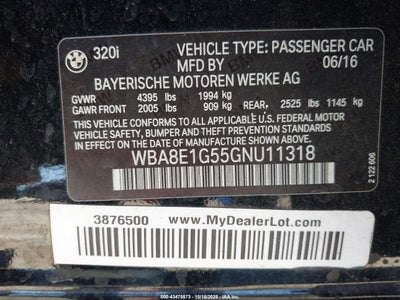 320i VEHICLE TYPE: PASSENGER CAR
MFD BY 06/16
BAYERISCHE MOTOREN WERKE AG
GVWR 4395 lbs 1994 kg
GAWR FRONT 2005 lbs 909 kg REAR 2525 lbs 1145 kg
THIS VEHICLE CONFORMS TO ALL APPLICABLE U.S. FEDERAL MOTOR
VEHICLE SAFETY, BUMPER, AND THEFT PREVENTION STANDARDS IN
EFFECT ON THE DATE OF MANUFACTURE SHOWN ABOVE.
WBA8E1G55GNU11318
2 122 606
3876500 www.MyDealerLot.com
000-43476573 - 10/18/2025 - IAA Inc.